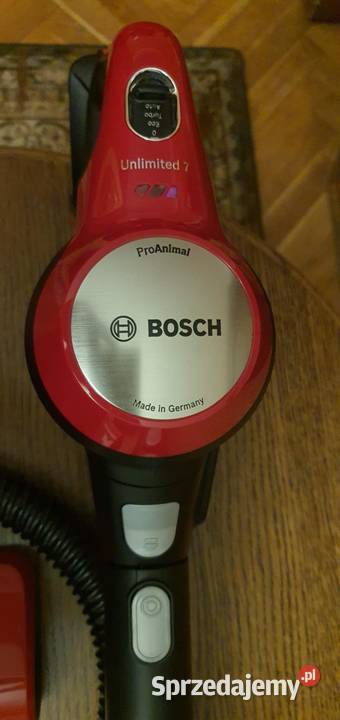 Auto
Turbo
Eco
0
Unlimited 7
ProAnimal
BOSCH
Made in Germany
Sprzedajemy.pl